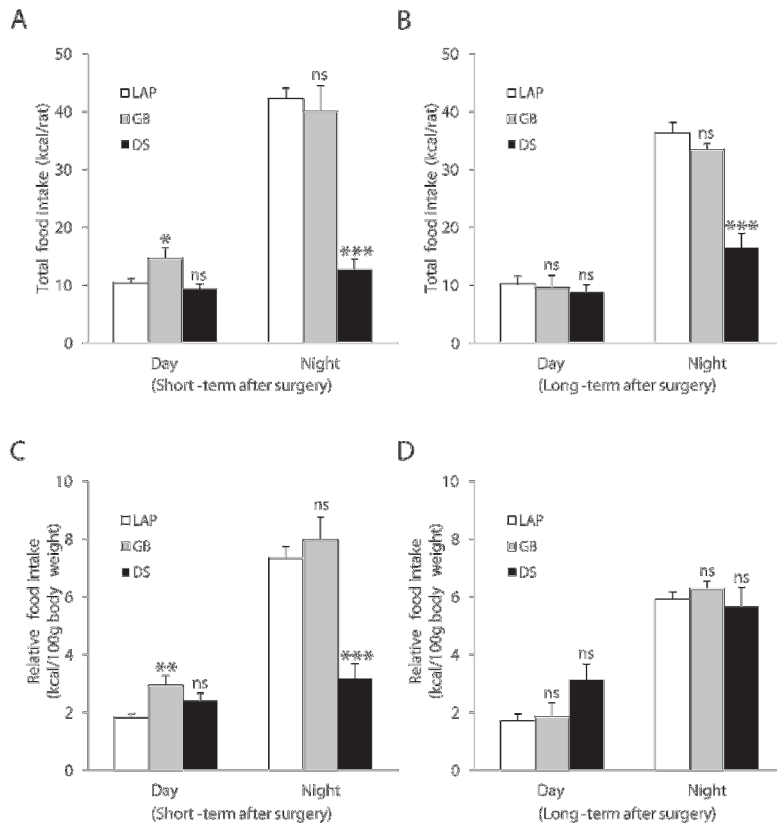 A
Total food intake (kcal/rat)
50
40
30
20
10
0
LAP
GB
DS
*
ns
ns
***
Day
Night
(Short -term after surgery)
B
Total food intake (kcal/rat)
50
40
30
20
10
0
LAP
GB
DS
ns
ns
ns
***
Day
Night
(Long -term after surgery)
C
Relative food intake
(kcal/100g body weight)
10
8
6
4
2
0
LAP
GB
DS
**
ns
ns
***
Day
Night
(Short -term after surgery)
D
Relative food intake
(kcal/100g body weight)
10
8
6
4
2
0
LAP
GB
DS
ns
ns
ns
ns
Day
Night
(Long -term after surgery)